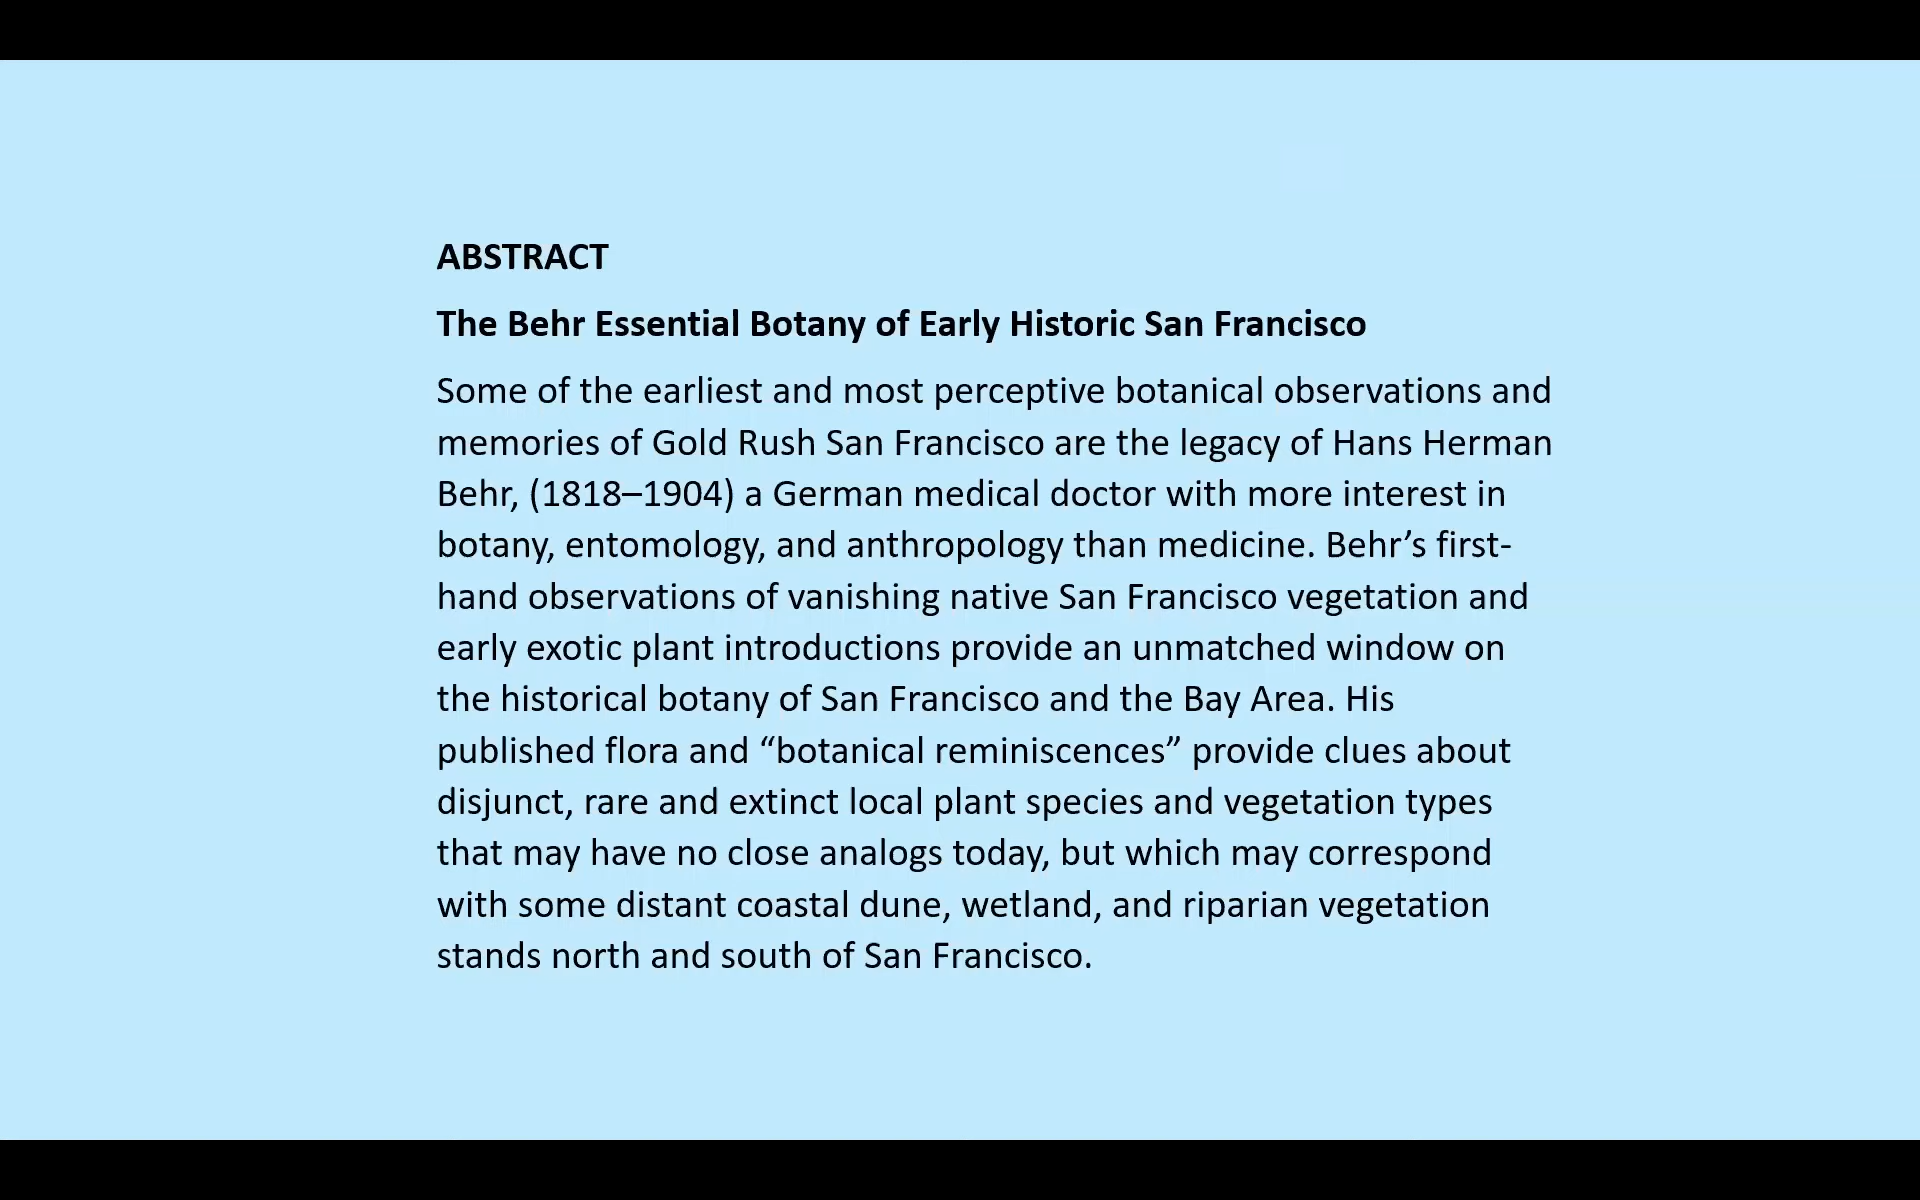 ABSTRACT
The Behr Essential Botany of Early Historic San Francisco
Some of the earliest and most perceptive botanical observations and
memories of Gold Rush San Francisco are the legacy of Hans Herman
Behr, (1818–1904) a German medical doctor with more interest in
botany, entomology, and anthropology than medicine. Behr’s first-
hand observations of vanishing native San Francisco vegetation and
early exotic plant introductions provide an unmatched window on
the historical botany of San Francisco and the Bay Area. His
published flora and “botanical reminiscences” provide clues about
disjunct, rare and extinct local plant species and vegetation types
that may have no close analogs today, but which may correspond
with some distant coastal dune, wetland, and riparian vegetation
stands north and south of San Francisco.